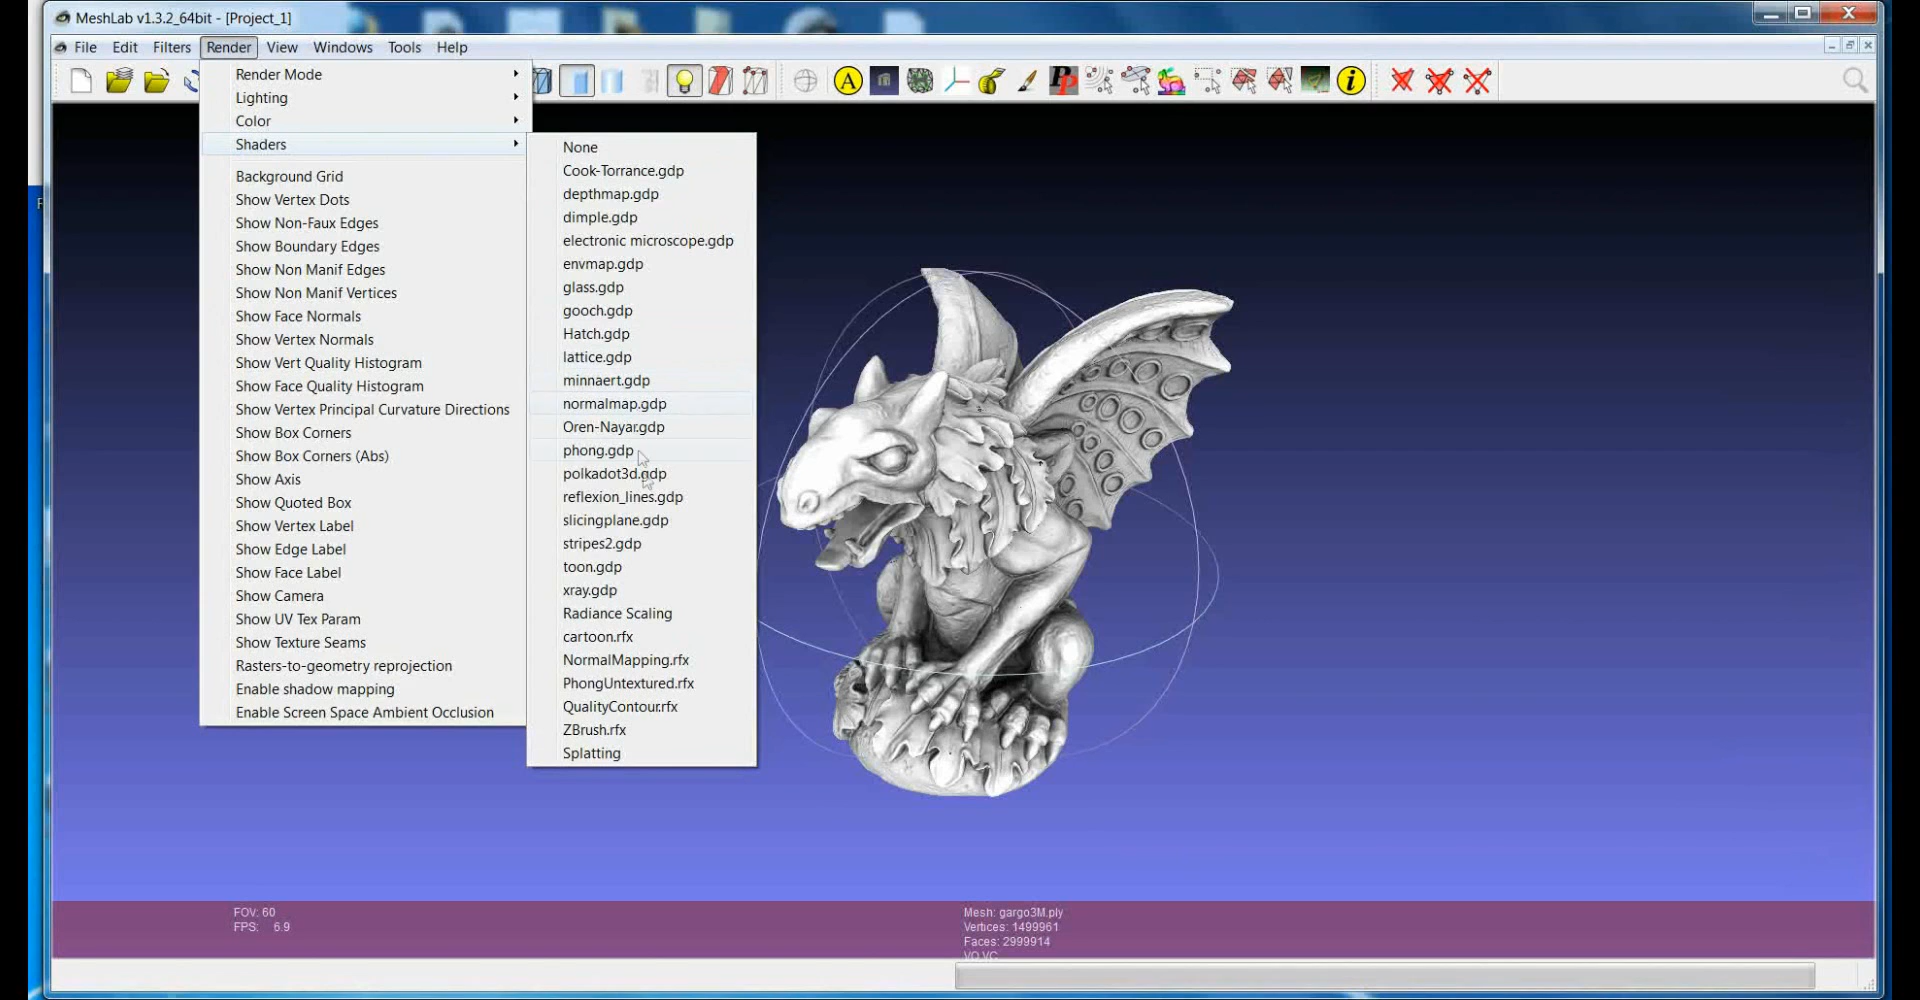 MeshLab v1.3.2_64bit - [Project_1]
File Edit Filters Render View Windows Tools Help
Render Mode
Lighting
Color
Shaders
Background Grid
Show Vertex Dots
Show Non-Faux Edges
Show Boundary Edges
Show Non Manif Edges
Show Non Manif Vertices
Show Face Normals
Show Vertex Normals
Show Vert Quality Histogram
Show Face Quality Histogram
Show Vertex Principal Curvature Directions
Show Box Corners
Show Box Corners (Abs)
Show Axis
Show Quoted Box
Show Vertex Label
Show Edge Label
Show Face Label
Show Camera
Show UV Tex Param
Show Texture Seams
Rasters-to-geometry reprojection
Enable shadow mapping
Enable Screen Space Ambient Occlusion
None
Cook-Torrance.gdp
depthmap.gdp
dimple.gdp
electronic microscope.gdp
envmap.gdp
glass.gdp
gooch.gdp
Hatch.gdp
lattice.gdp
minnaert.gdp
normalmap.gdp
Oren-Nayar.gdp
phong.gdp
polkadot3d.gdp
reflexion_lines.gdp
slicingplane.gdp
stripes2.gdp
toon.gdp
xray.gdp
Radiance Scaling
cartoon.rfx
NormalMapping.rfx
PhongUntextured.rfx
QualityContour.rfx
ZBrush.rfx
Splatting
A
PP
i
FOV: 60
FPS: 6.9
Mesh: gargo3M.ply
Vertices: 1499961
Faces: 2999914
VQ VC